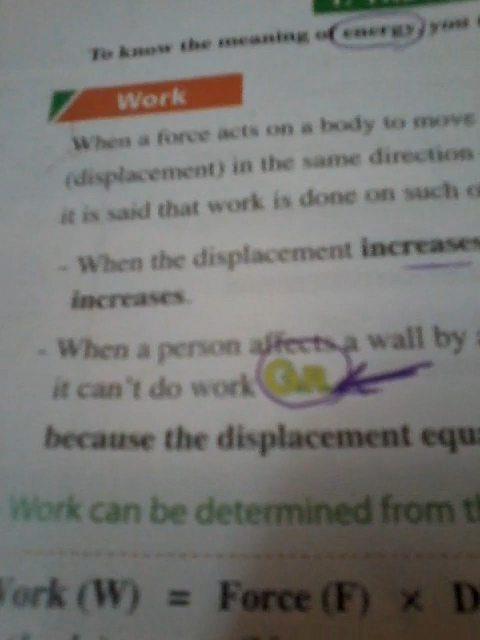 To know the meaning of energy, you
Work
When a force acts on a body to move
(displacement) in the same direction
it is said that work is done on such
- When the displacement increases
increases.
- When a person affects a wall by
it can't do work G.R
because the displacement equ
Work can be determined from th
Work (W) = Force (F) × D